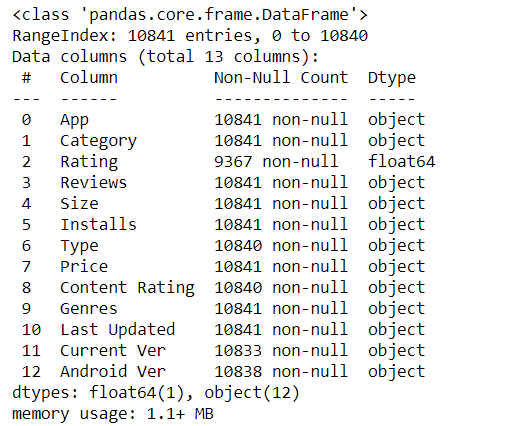 <class 'pandas.core.frame.DataFrame'>
RangeIndex: 10841 entries, 0 to 10840
Data columns (total 13 columns):
 #   Column          Non-Null Count  Dtype
---  ------          --------------  -----
 0   App             10841 non-null  object
 1   Category        10841 non-null  object
 2   Rating          9367 non-null   float64
 3   Reviews         10841 non-null  object
 4   Size            10841 non-null  object
 5   Installs        10841 non-null  object
 6   Type            10840 non-null  object
 7   Price           10841 non-null  object
 8   Content Rating  10840 non-null  object
 9   Genres          10841 non-null  object
 10  Last Updated    10841 non-null  object
 11  Current Ver     10833 non-null  object
 12  Android Ver     10838 non-null  object
dtypes: float64(1), object(12)
memory usage: 1.1+ MB